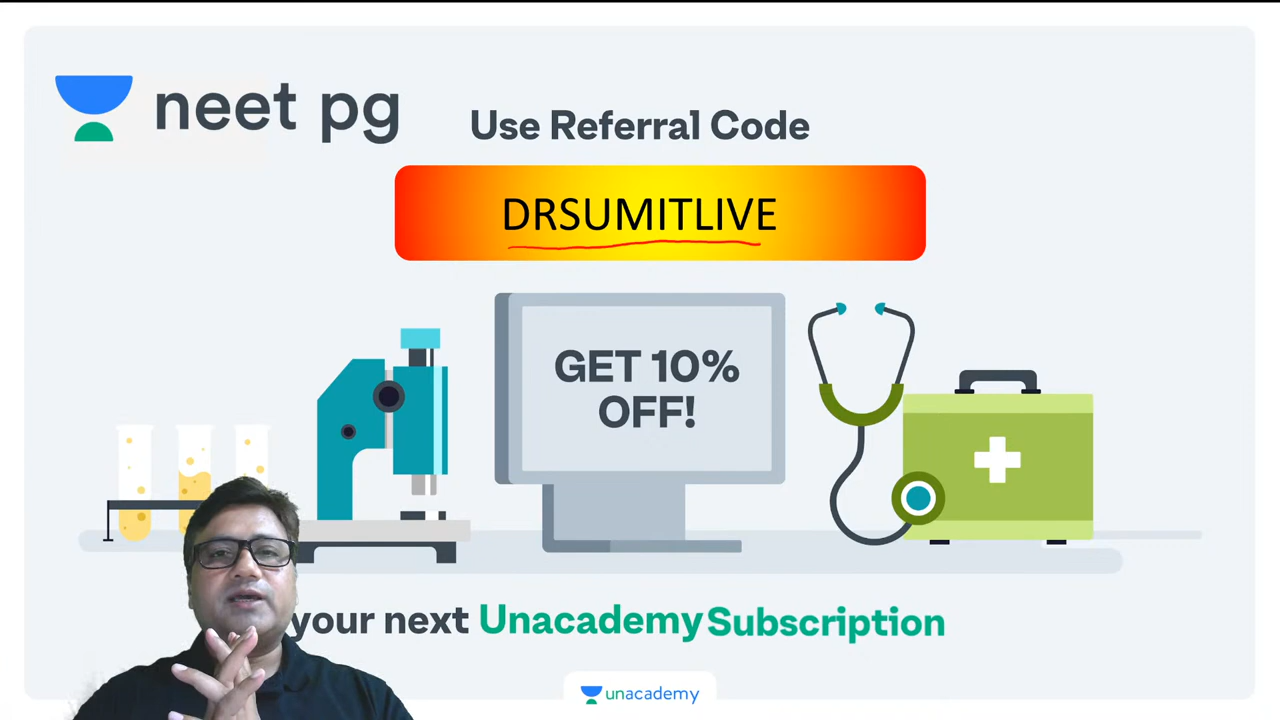 neet pg
Use Referral Code
DRSUMITLIVE
GET 10%
OFF!
your next Unacademy Subscription
unacademy